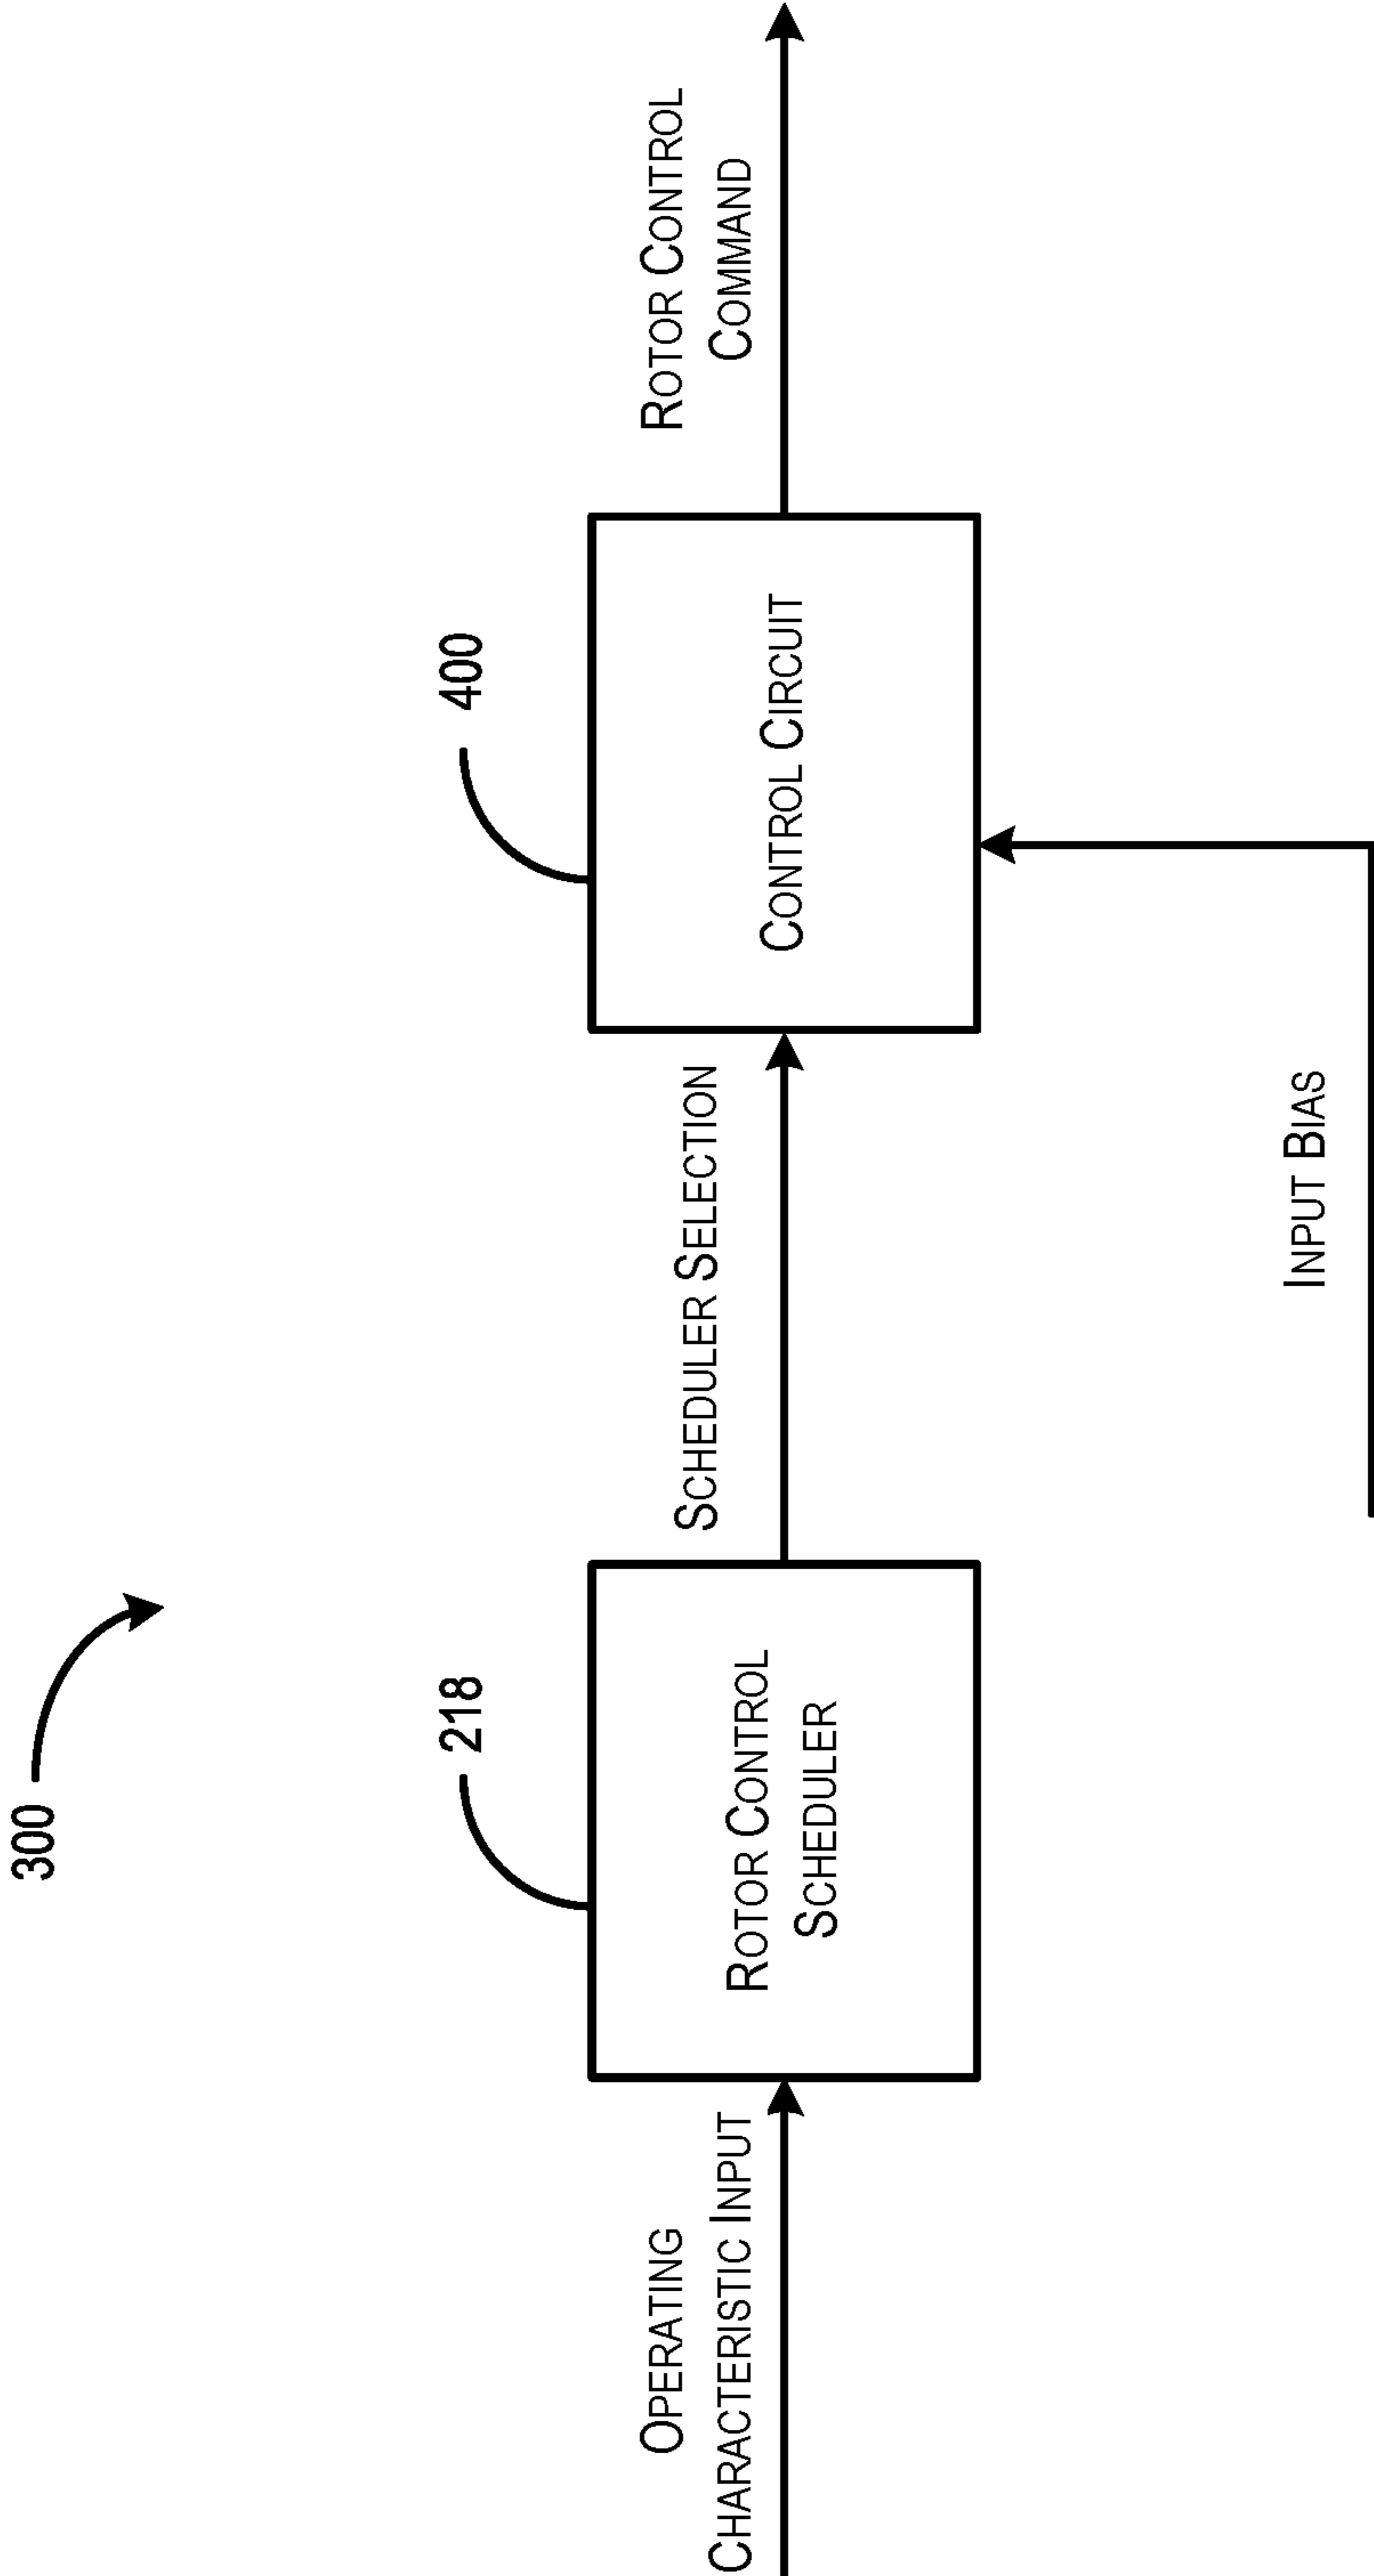 300
218
400
OPERATING
CHARACTERISTIC INPUT
ROTOR CONTROL
SCHEDULER
SCHEDULER SELECTION
CONTROL CIRCUIT
ROTOR CONTROL
COMMAND
INPUT BIAS